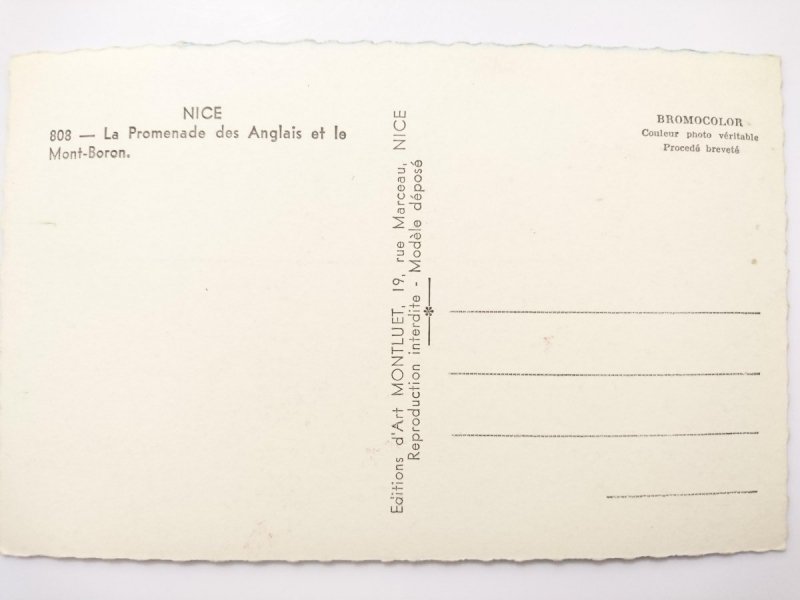 NICE
808 — La Promenade des Anglais et le
Mont-Boron.
Editions d'Art MONTLUET, 19, rue Marceau, NICE
Reproduction interdite - Modèle déposé
BROMOCOLOR
Couleur photo véritable
Procedé breveté